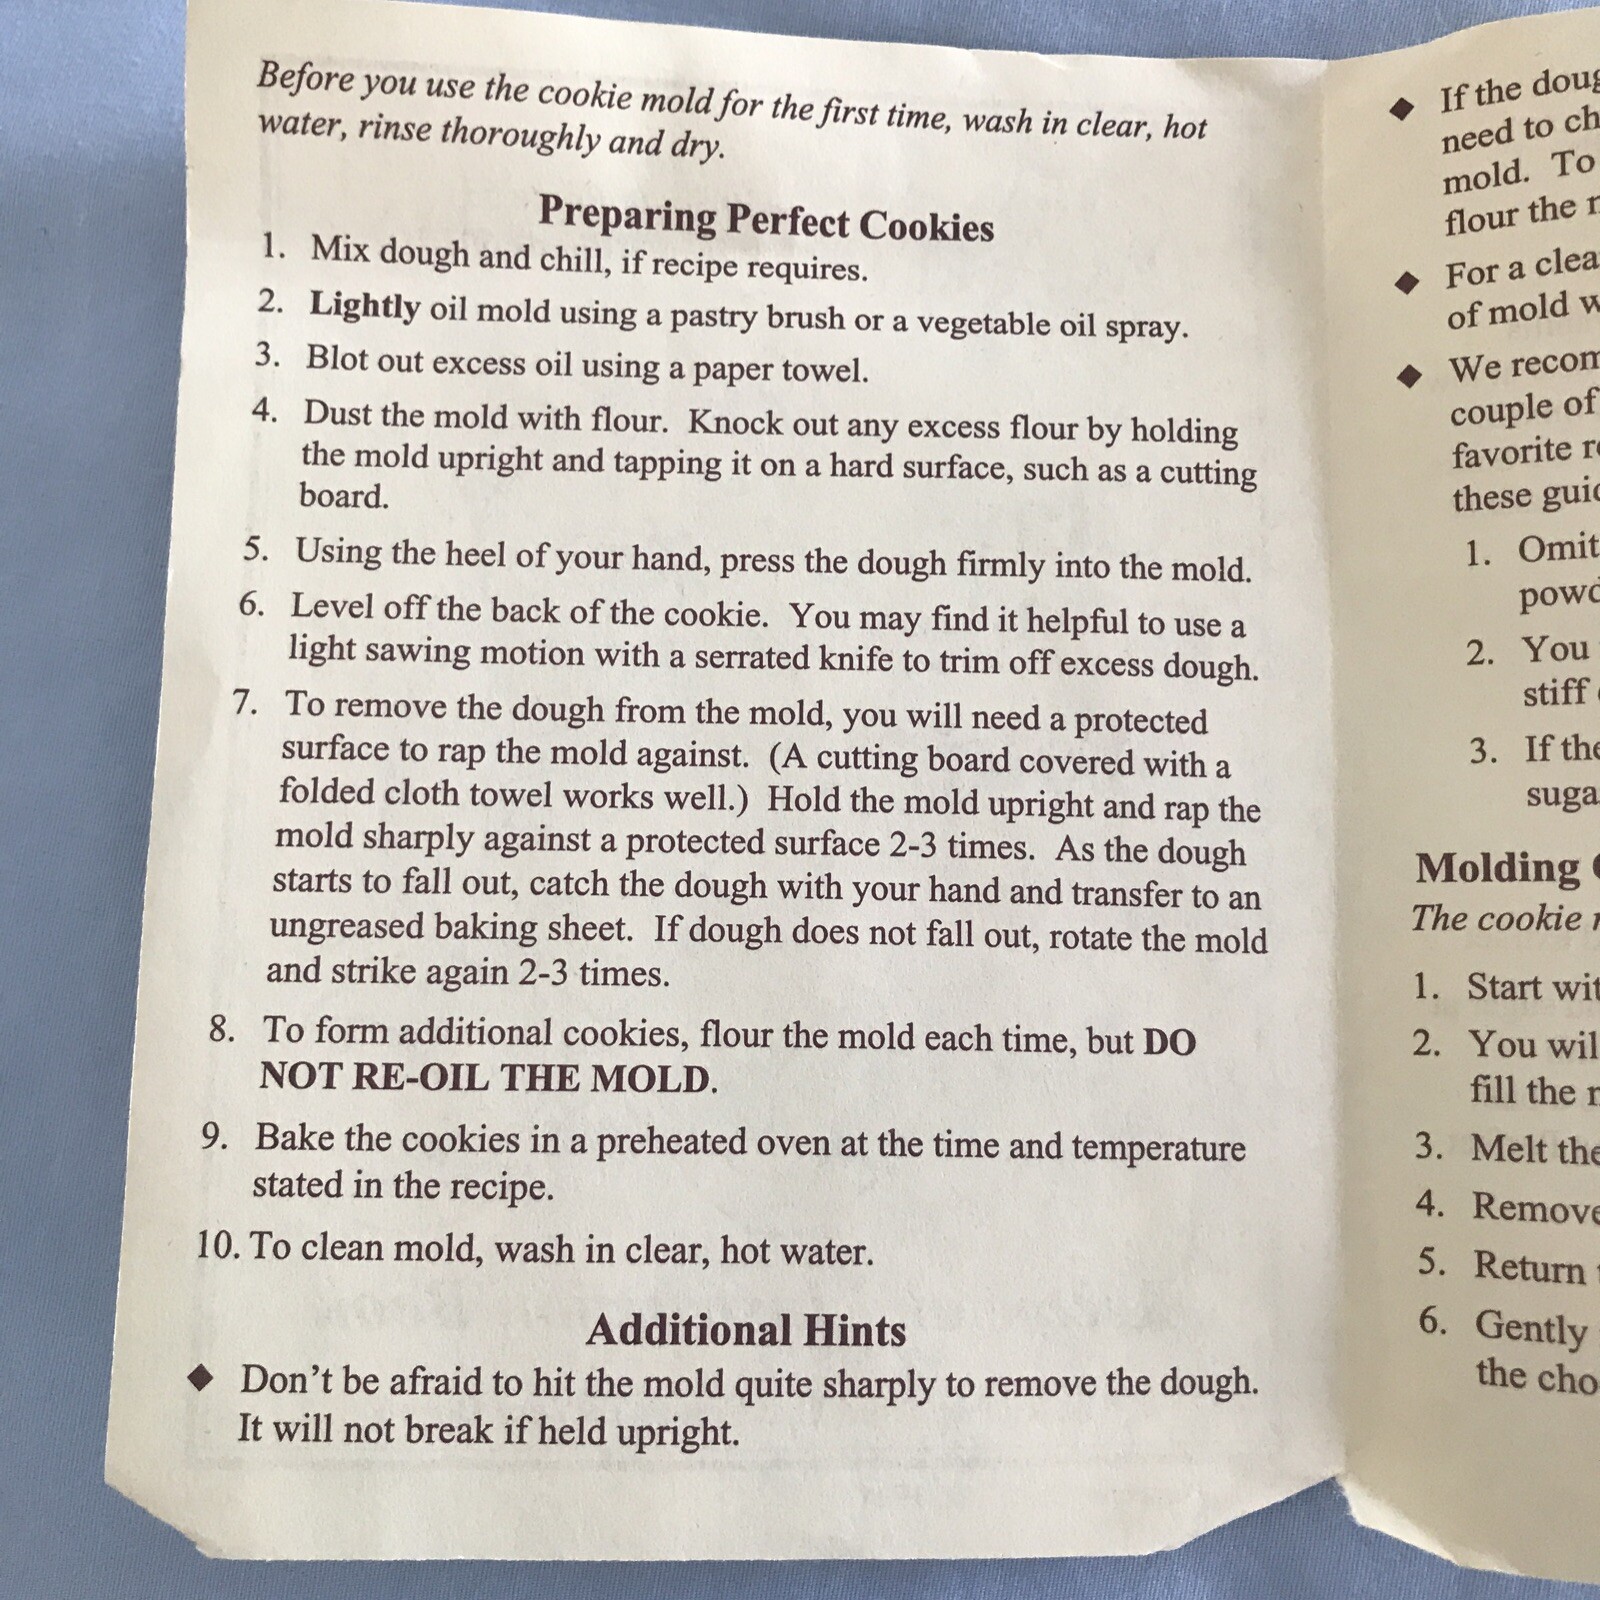 Before you use the cookie mold for the first time, wash in clear, hot
water, rinse thoroughly and dry.
Preparing Perfect Cookies
1. Mix dough and chill, if recipe requires.
2. Lightly oil mold using a pastry brush or a vegetable oil spray.
3. Blot out excess oil using a paper towel.
4. Dust the mold with flour. Knock out any excess flour by holding
the mold upright and tapping it on a hard surface, such as a cutting
board.
5. Using the heel of your hand, press the dough firmly into the mold.
6. Level off the back of the cookie. You may find it helpful to use a
light sawing motion with a serrated knife to trim off excess dough.
7. To remove the dough from the mold, you will need a protected
surface to rap the mold against. (A cutting board covered with a
folded cloth towel works well.) Hold the mold upright and rap the
mold sharply against a protected surface 2-3 times. As the dough
starts to fall out, catch the dough with your hand and transfer to an
ungreased baking sheet. If dough does not fall out, rotate the mold
and strike again 2-3 times.
8. To form additional cookies, flour the mold each time, but DO
NOT RE-OIL THE MOLD.
9. Bake the cookies in a preheated oven at the time and temperature
stated in the recipe.
10. To clean mold, wash in clear, hot water.
Additional Hints
◆ Don't be afraid to hit the mold quite sharply to remove the dough.
It will not break if held upright.
◆ If the
need to
mold. To
flour the
◆ For a
of mold
◆ We
couple of
favorite
these
1. Omit
2. You
stiff
3. If
Molding
The cookie
1. Start
2. You
fill the
3. Melt
4.
5. Return
6. Gently
the